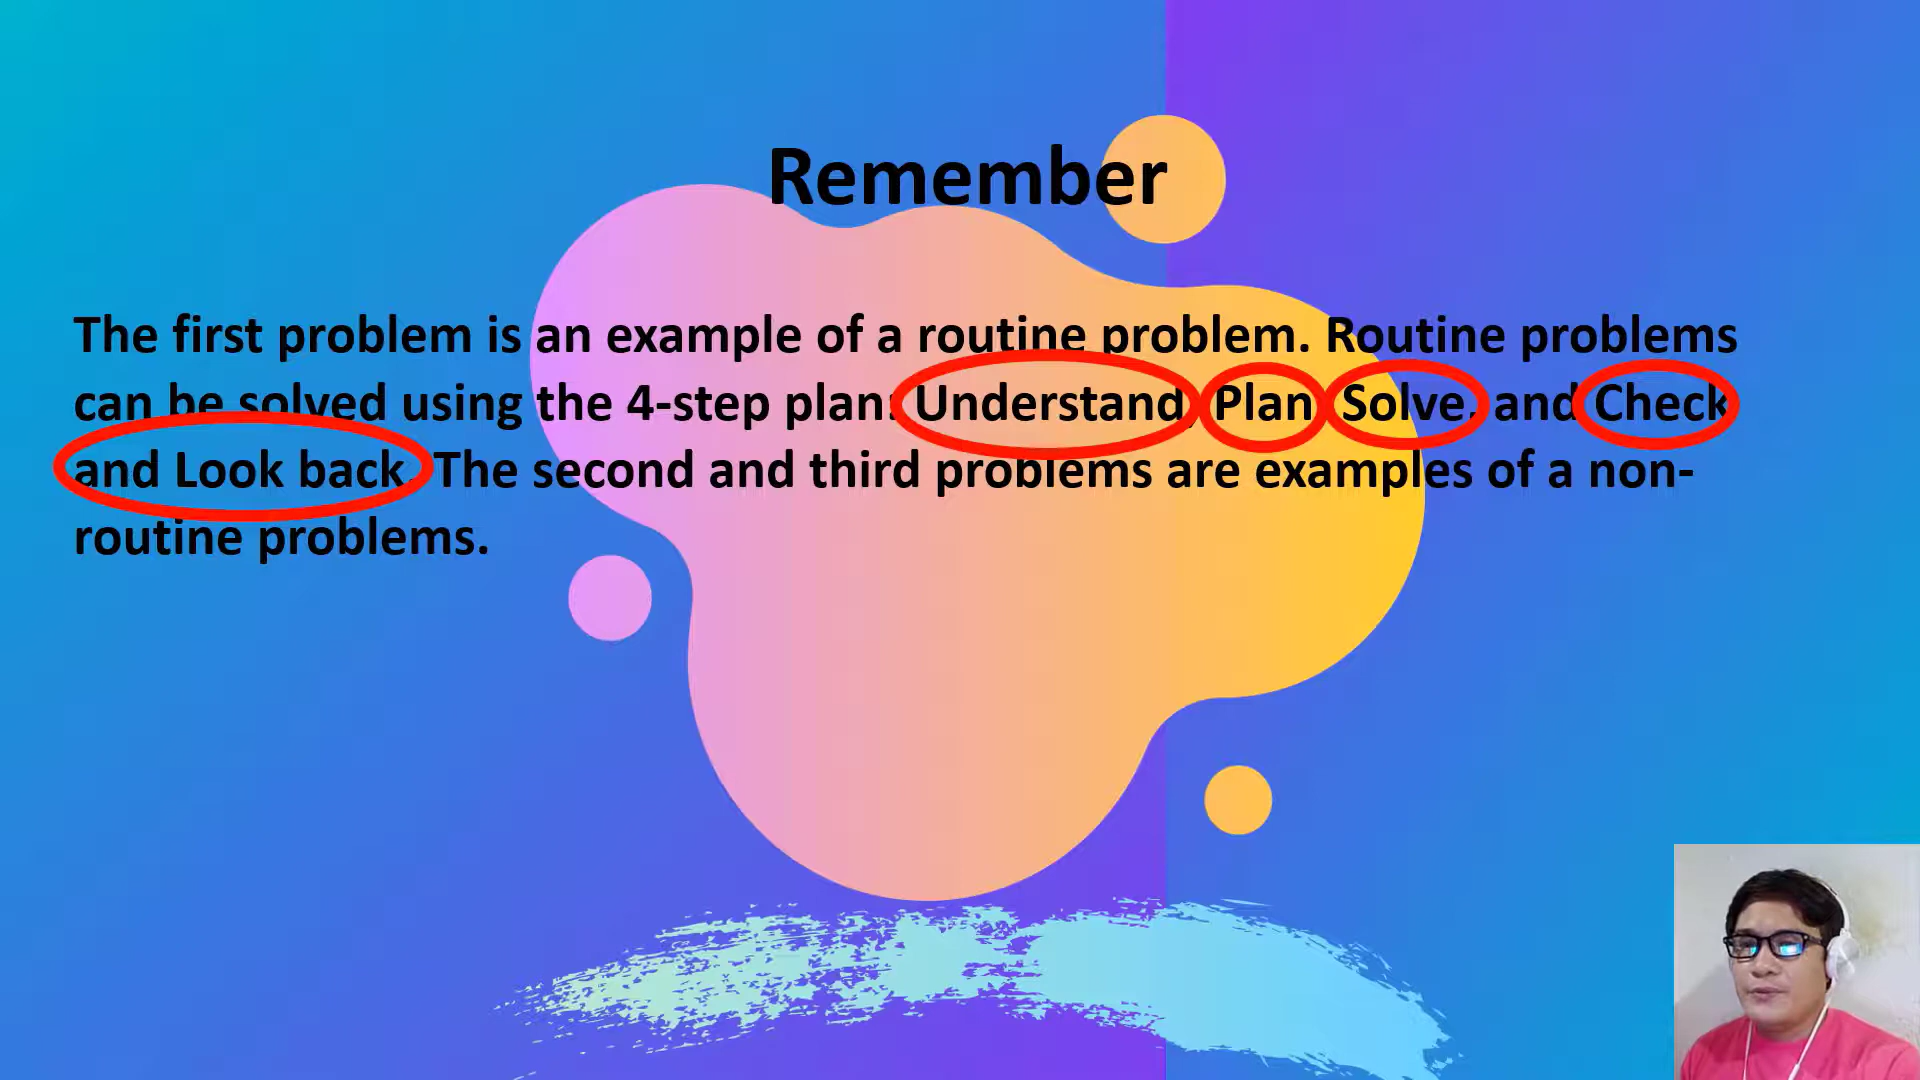 Remember
The first problem is an example of a routine problem. Routine problems
can be solved using the 4-step plan: Understand, Plan, Solve, and Check
and Look back. The second and third problems are examples of a non-
routine problems.